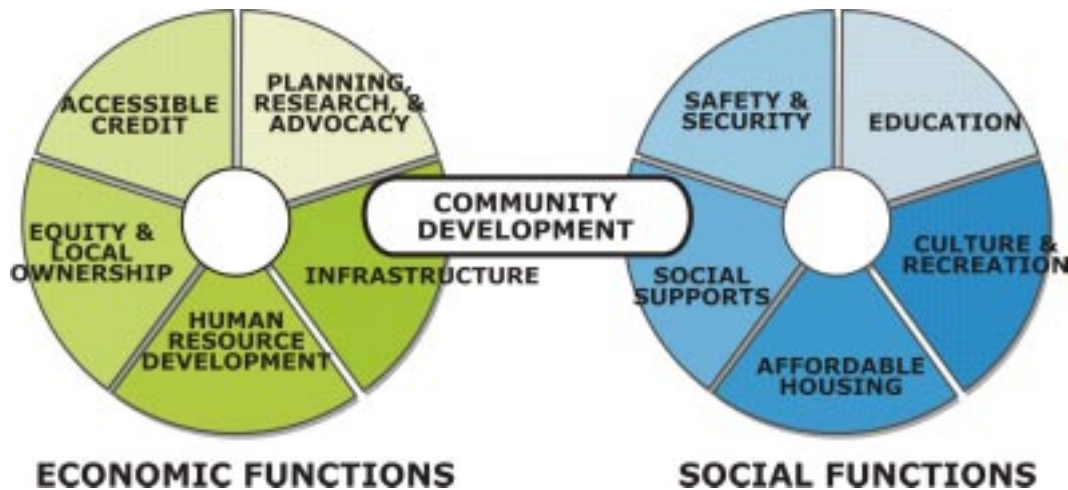 ACCESSIBLE
CREDIT
PLANNING,
RESEARCH, &
ADVOCACY
EQUITY &
LOCAL
OWNERSHIP
INFRASTRUCTURE
HUMAN
RESOURCE
DEVELOPMENT
COMMUNITY
DEVELOPMENT
SAFETY &
SECURITY
EDUCATION
SOCIAL
SUPPORTS
CULTURE &
RECREATION
AFFORDABLE
HOUSING
ECONOMIC FUNCTIONS
SOCIAL FUNCTIONS